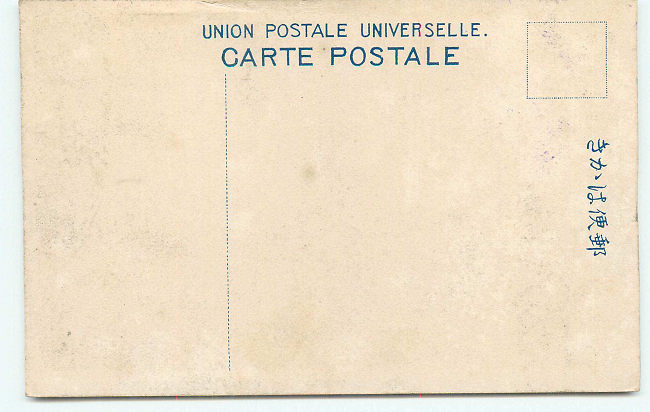 UNION POSTALE UNIVERSELLE.
CARTE POSTALE
郵便はかき